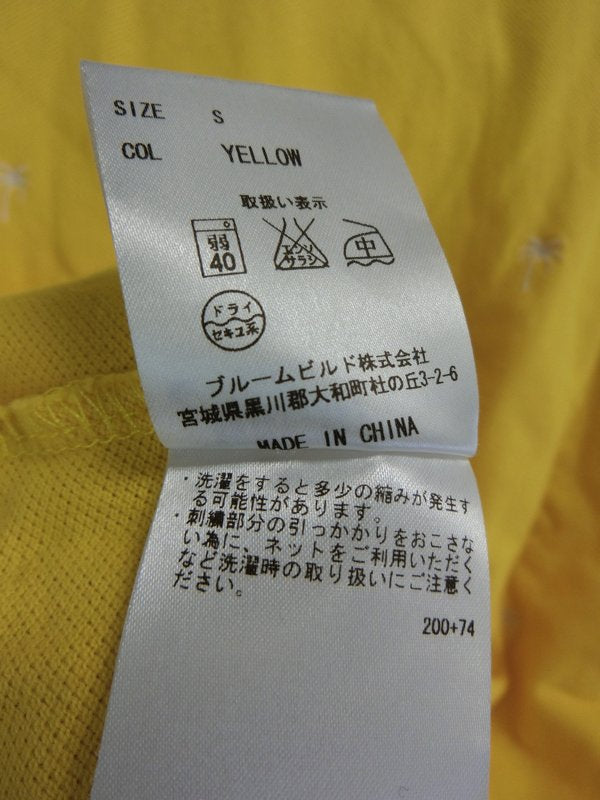 SIZE S
COL YELLOW
取扱い表示
弱
40
エンソ
サラシ
中
ドライ
セキユ系
ブルームビルド株式会社
宮城県黒川郡大和町杜の丘3-2-6
MADE IN CHINA
・洗濯をすると多少の縮みが発生す
る可能性があります。
・刺繍部分の引っかかりをおこさな
い為に、ネットをご利用いただく
など洗濯時の取り扱いにご注意く
ださい。
200+74